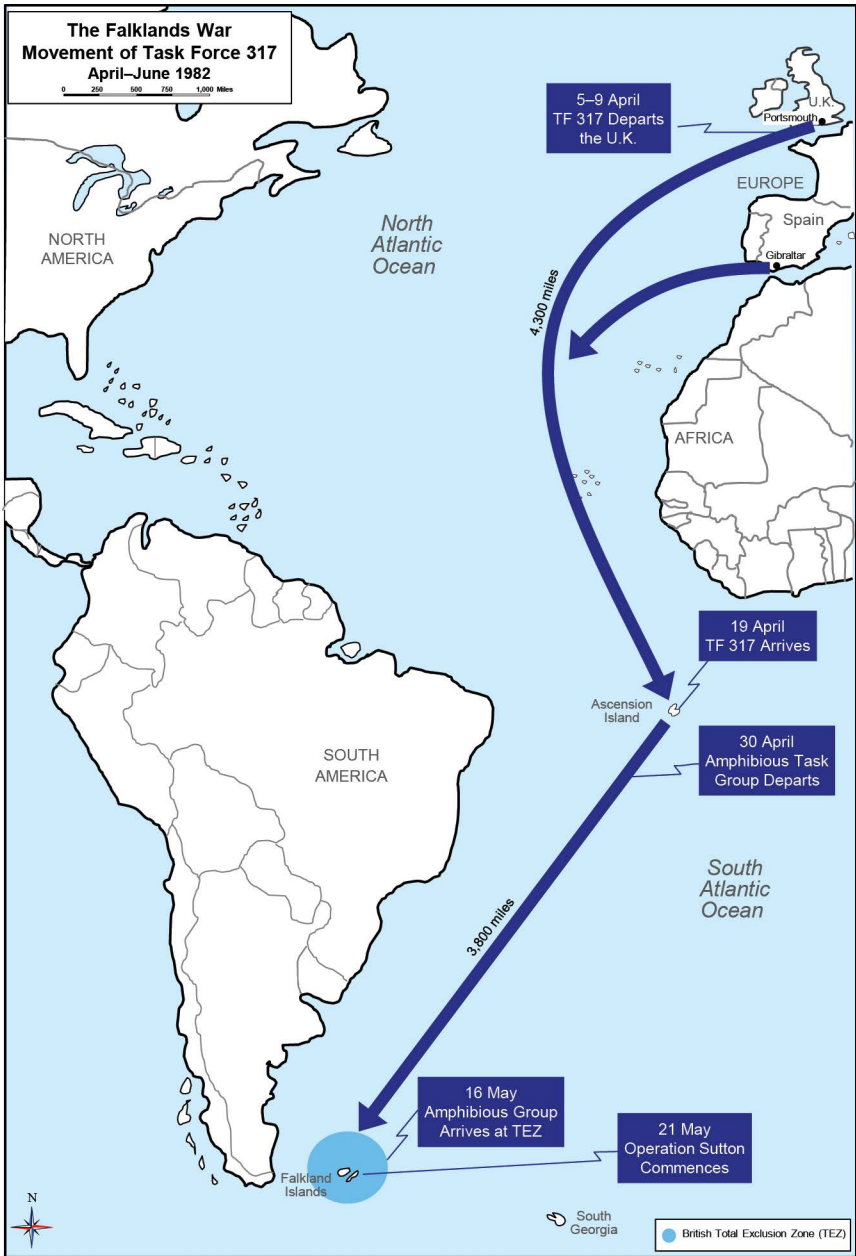 The Falklands War
Movement of Task Force 317
April–June 1982
0 250 500 750 1,000 Miles
5–9 April
TF 317 Departs
the U.K.
U.K.
Portsmouth
EUROPE
Spain
Gibraltar
NORTH
AMERICA
North
Atlantic
Ocean
4,300 miles
AFRICA
19 April
TF 317 Arrives
Ascension
Island
30 April
Amphibious Task
Group Departs
SOUTH
AMERICA
South
Atlantic
Ocean
3,800 miles
16 May
Amphibious Group
Arrives at TEZ
21 May
Operation Sutton
Commences
Falkland
Islands
N
South
Georgia
British Total Exclusion Zone (TEZ)